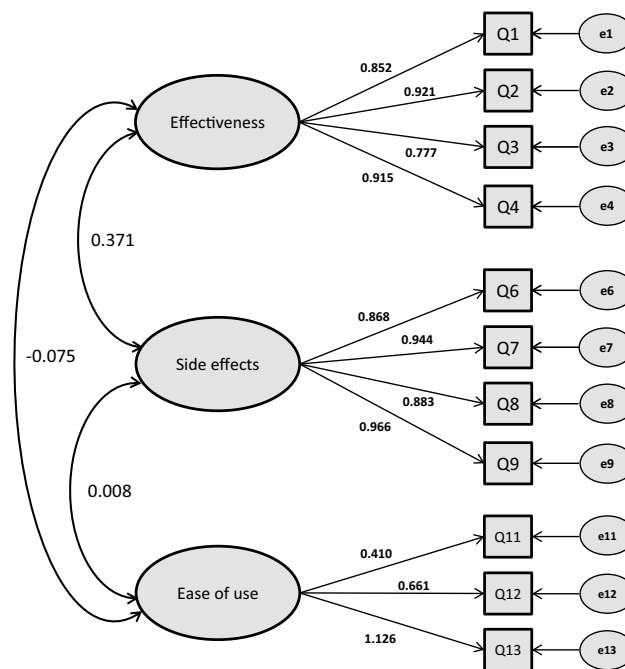 Q1
e1
0.852
Q2
e2
0.921
Effectiveness
Q3
e3
0.777
0.915
Q4
e4
0.371
Q6
e6
0.868
Q7
e7
0.944
-0.075
Side effects
Q8
e8
0.883
0.966
Q9
e9
0.008
Q11
e11
0.410
0.661
Q12
e12
Ease of use
1.126
Q13
e13